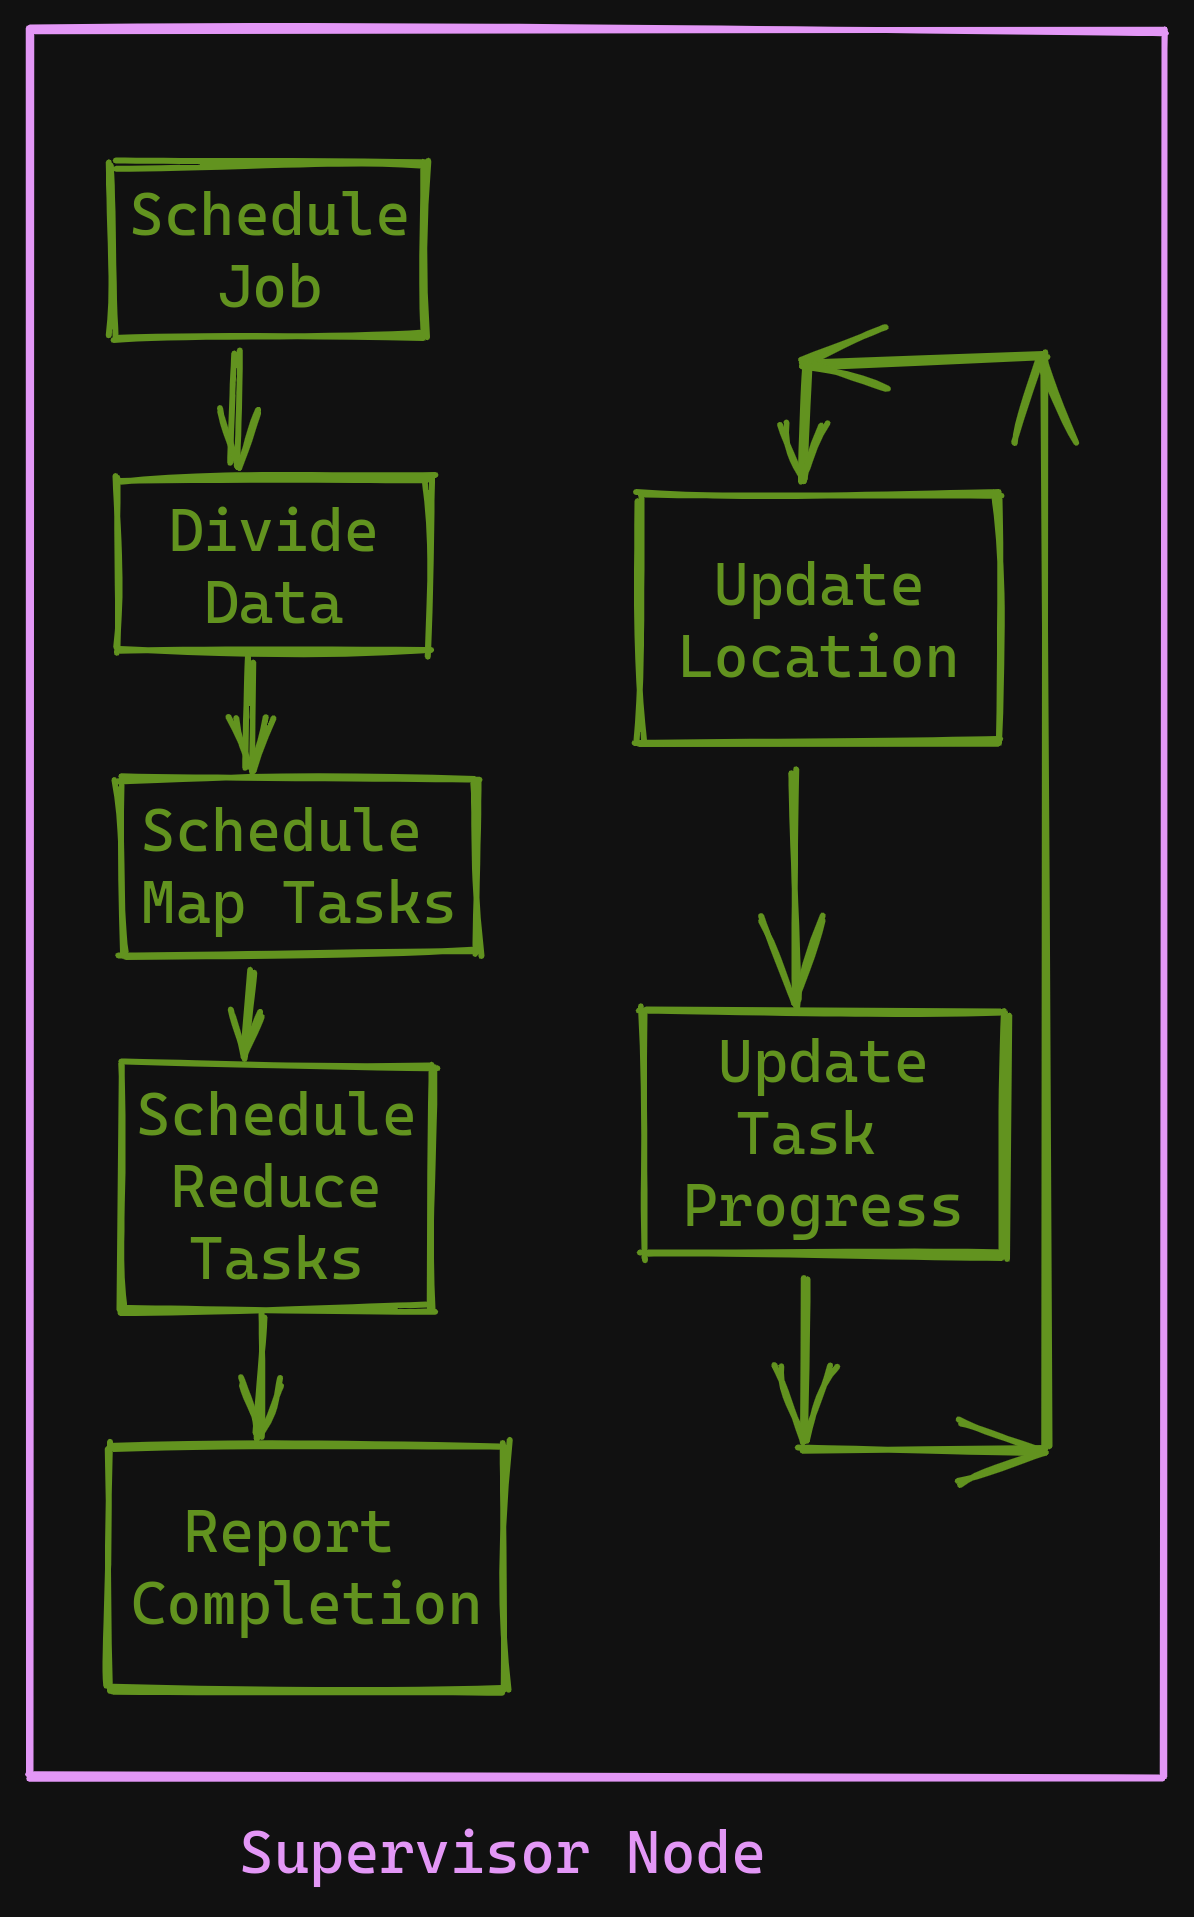 Schedule
Job
Divide
Data
Schedule
Map Tasks
Schedule
Reduce
Tasks
Report
Completion
Update
Location
Update
Task
Progress
Supervisor Node